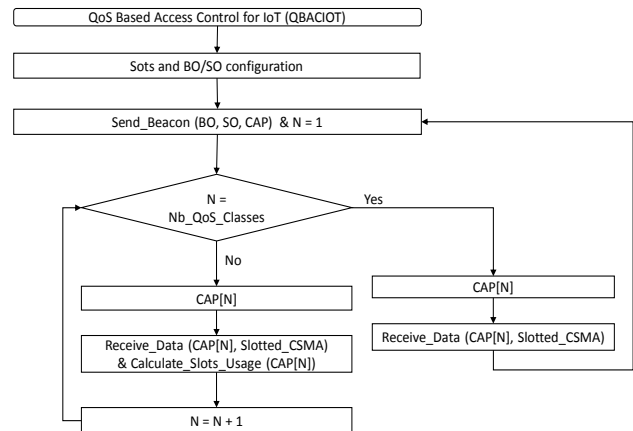 QoS Based Access Control for IoT (QBACIOT)
Sots and BO/SO configuration
Send_Beacon (BO, SO, CAP) & N = 1
N =
Nb_QoS_Classes
Yes
No
CAP[N]
Receive_Data (CAP[N], Slotted_CSMA)
& Calculate_Slots_Usage (CAP[N])
N = N + 1
CAP[N]
Receive_Data (CAP[N], Slotted_CSMA)